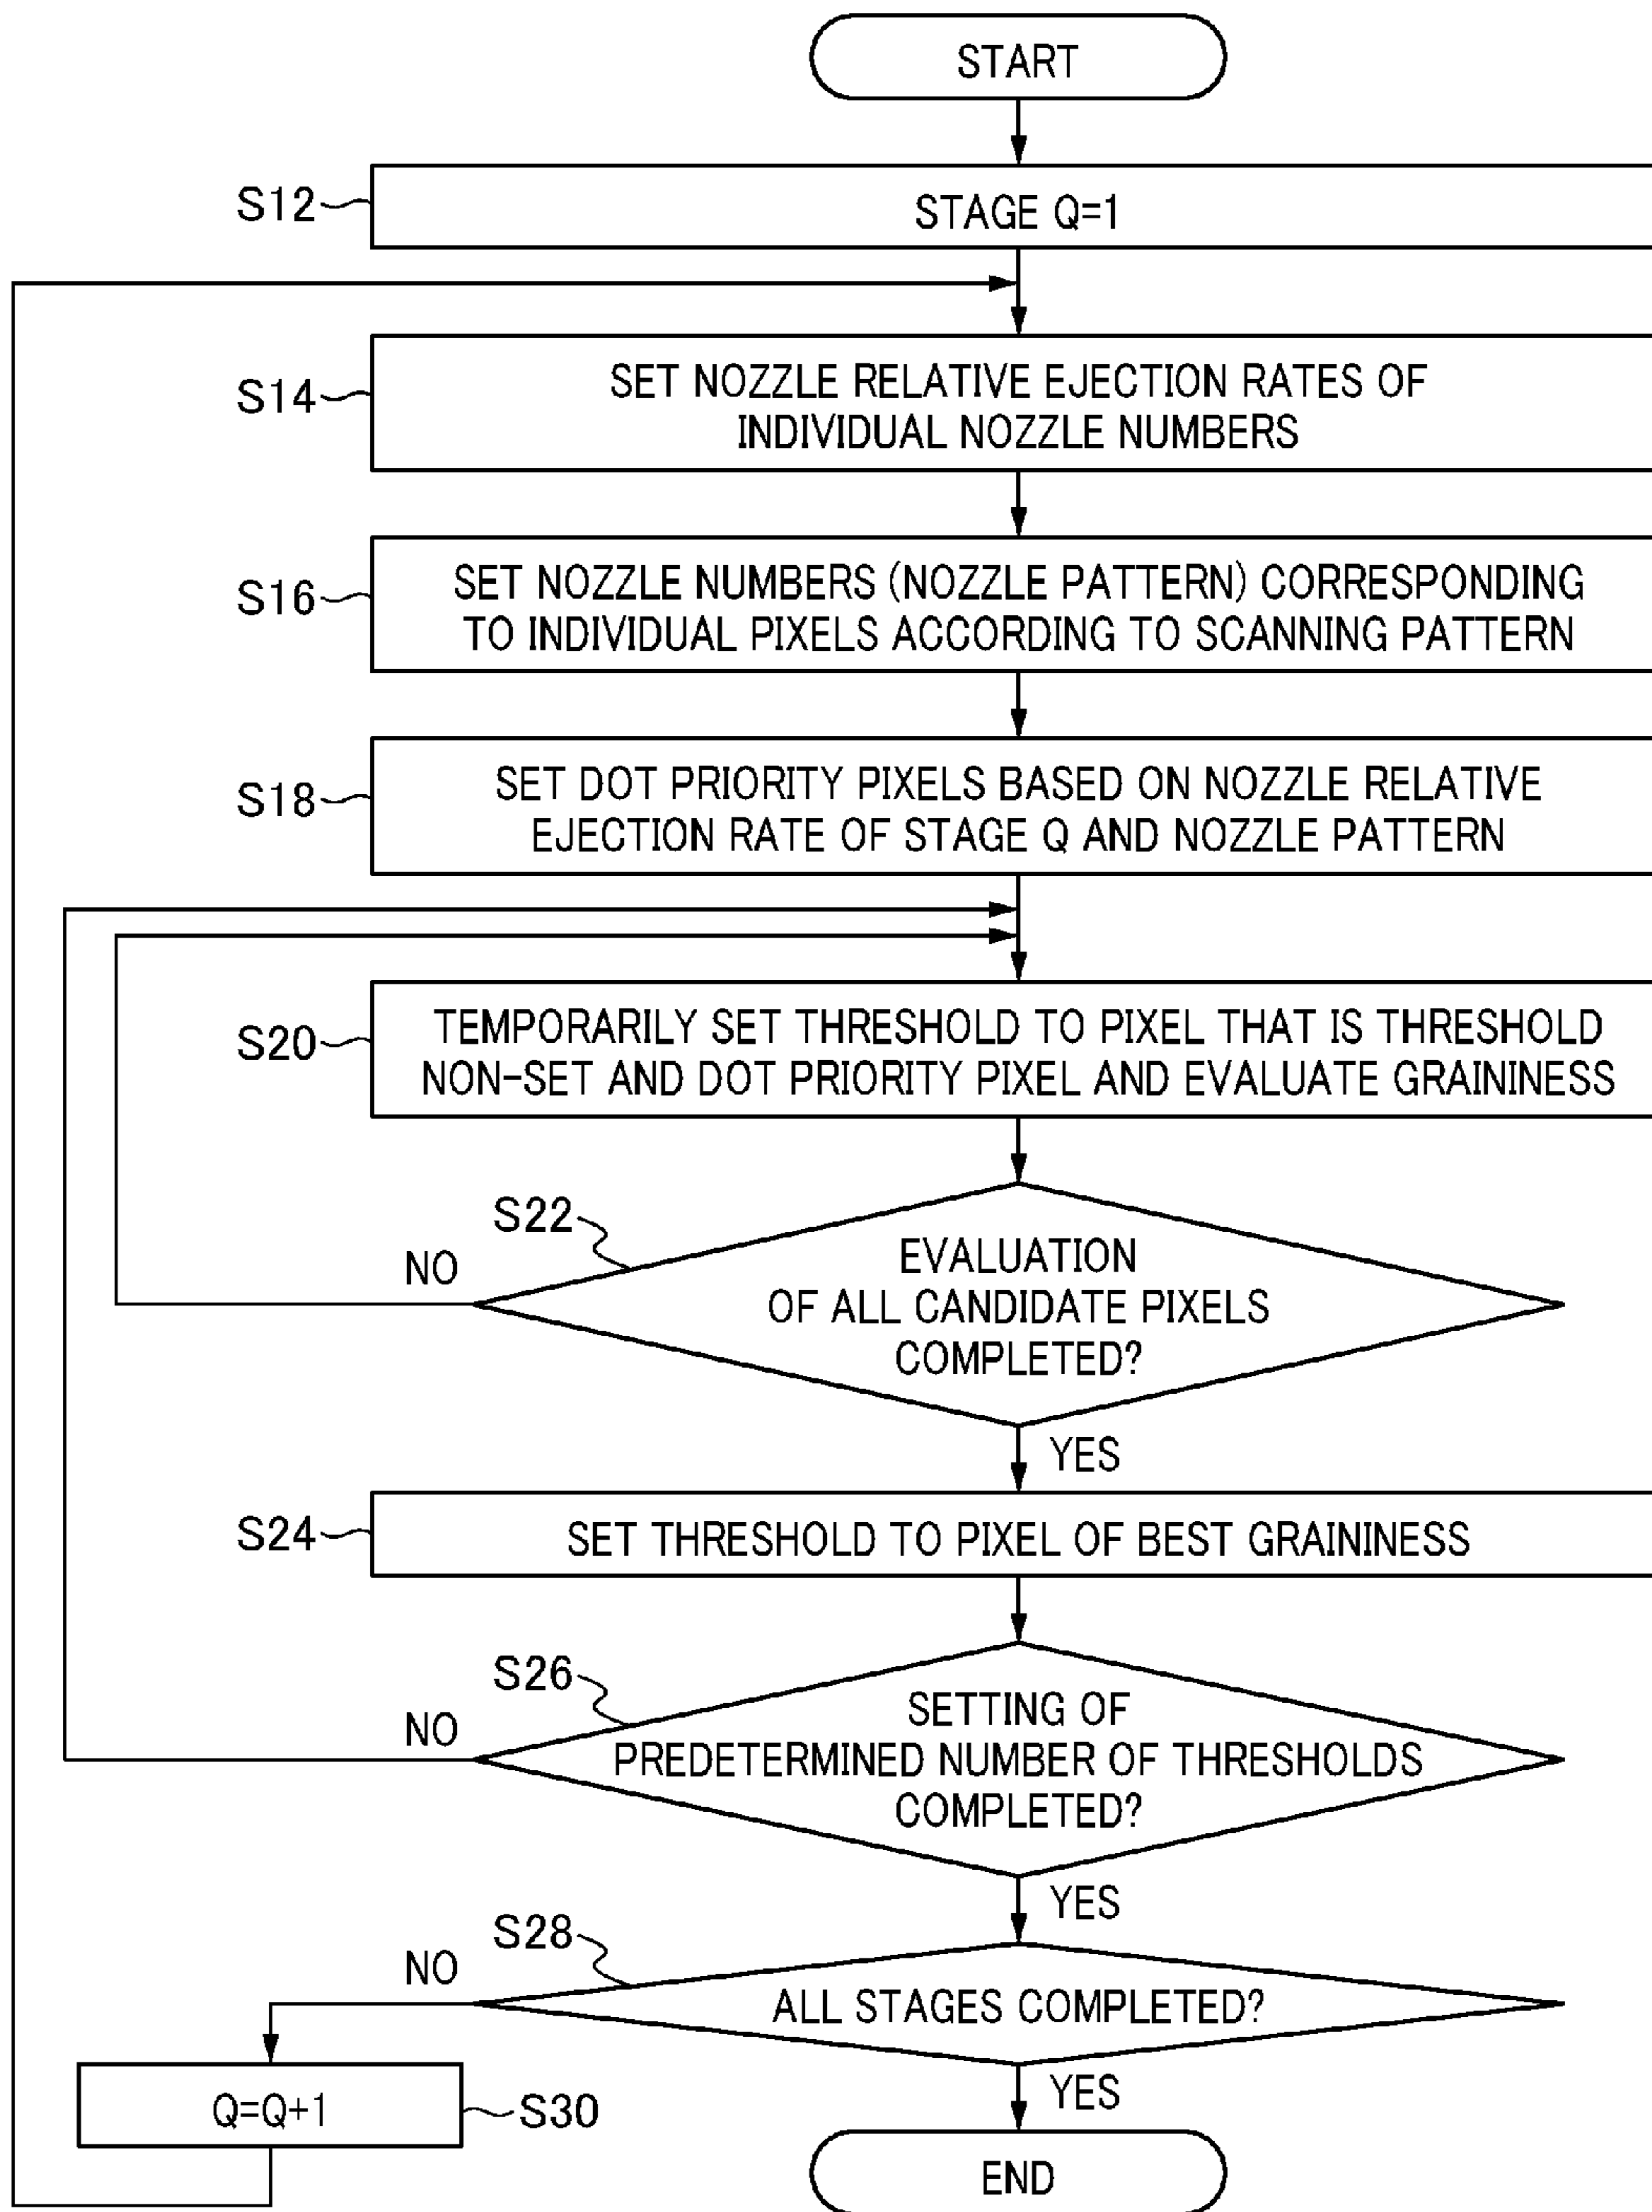 START
S12
STAGE Q=1
S14
SET NOZZLE RELATIVE EJECTION RATES OF
INDIVIDUAL NOZZLE NUMBERS
S16
SET NOZZLE NUMBERS (NOZZLE PATTERN) CORRESPONDING
TO INDIVIDUAL PIXELS ACCORDING TO SCANNING PATTERN
S18
SET DOT PRIORITY PIXELS BASED ON NOZZLE RELATIVE
EJECTION RATE OF STAGE Q AND NOZZLE PATTERN
S20
TEMPORARILY SET THRESHOLD TO PIXEL THAT IS THRESHOLD
NON-SET AND DOT PRIORITY PIXEL AND EVALUATE GRAININESS
S22
NO
EVALUATION
OF ALL CANDIDATE PIXELS
COMPLETED?
YES
S24
SET THRESHOLD TO PIXEL OF BEST GRAININESS
S26
NO
SETTING OF
PREDETERMINED NUMBER OF THRESHOLDS
COMPLETED?
YES
S28
NO
ALL STAGES COMPLETED?
YES
Q=Q+1
S30
END